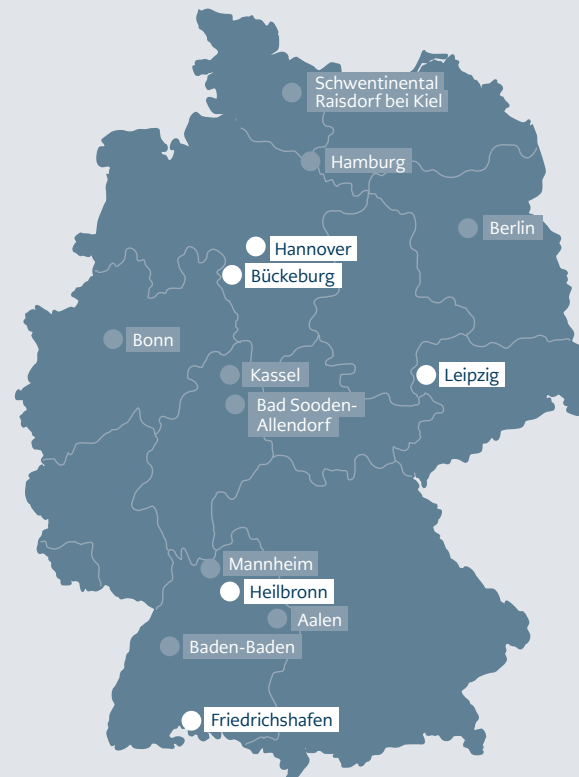 Schwentinental
Raisdorf bei Kiel
Hamburg
Berlin
Hannover
Bückeburg
Bonn
Kassel
Leipzig
Bad Sooden-
Allendorf
Mannheim
Heilbronn
Aalen
Baden-Baden
Friedrichshafen